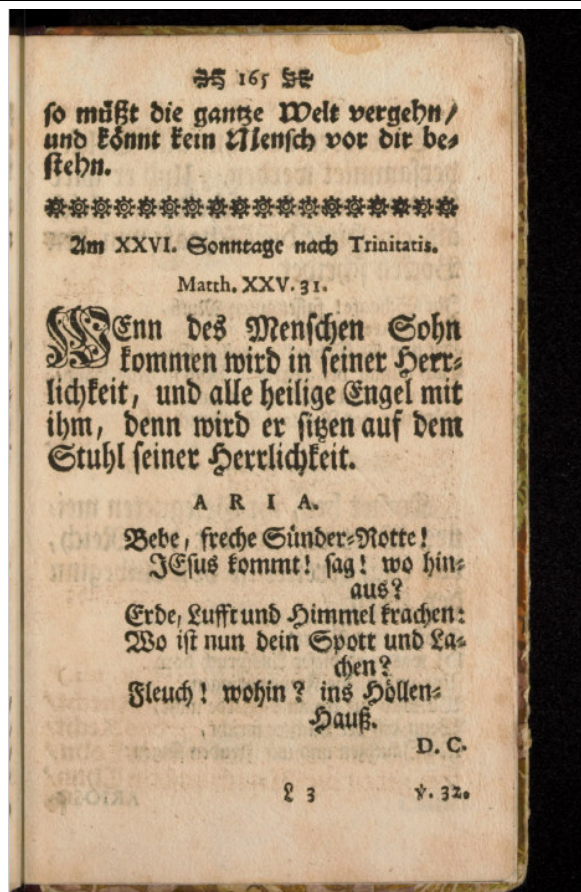 165
so müßt die gantze Welt vergehn/
und könnt kein Mensch vor dir be⸗
stehn.
Am XXVI. Sonntage nach Trinitatis.
Matth. XXV. 31.
WEnn des Menschen Sohn
kommen wird in seiner Herr⸗
lichkeit, und alle heilige Engel mit
ihm, denn wird er sitzen auf dem
Stuhl seiner Herrlichkeit.
ARIA.
Bebe, freche Sünder⸗Rotte!
JEsus kommt! sag! wo hin⸗
aus?
Erde, Lufft und Himmel krachen:
Wo ist nun dein Spott und La⸗
chen?
Fleuch! wohin? ins Höllen⸗
Hauß.
D. C.
L 3 v. 32.